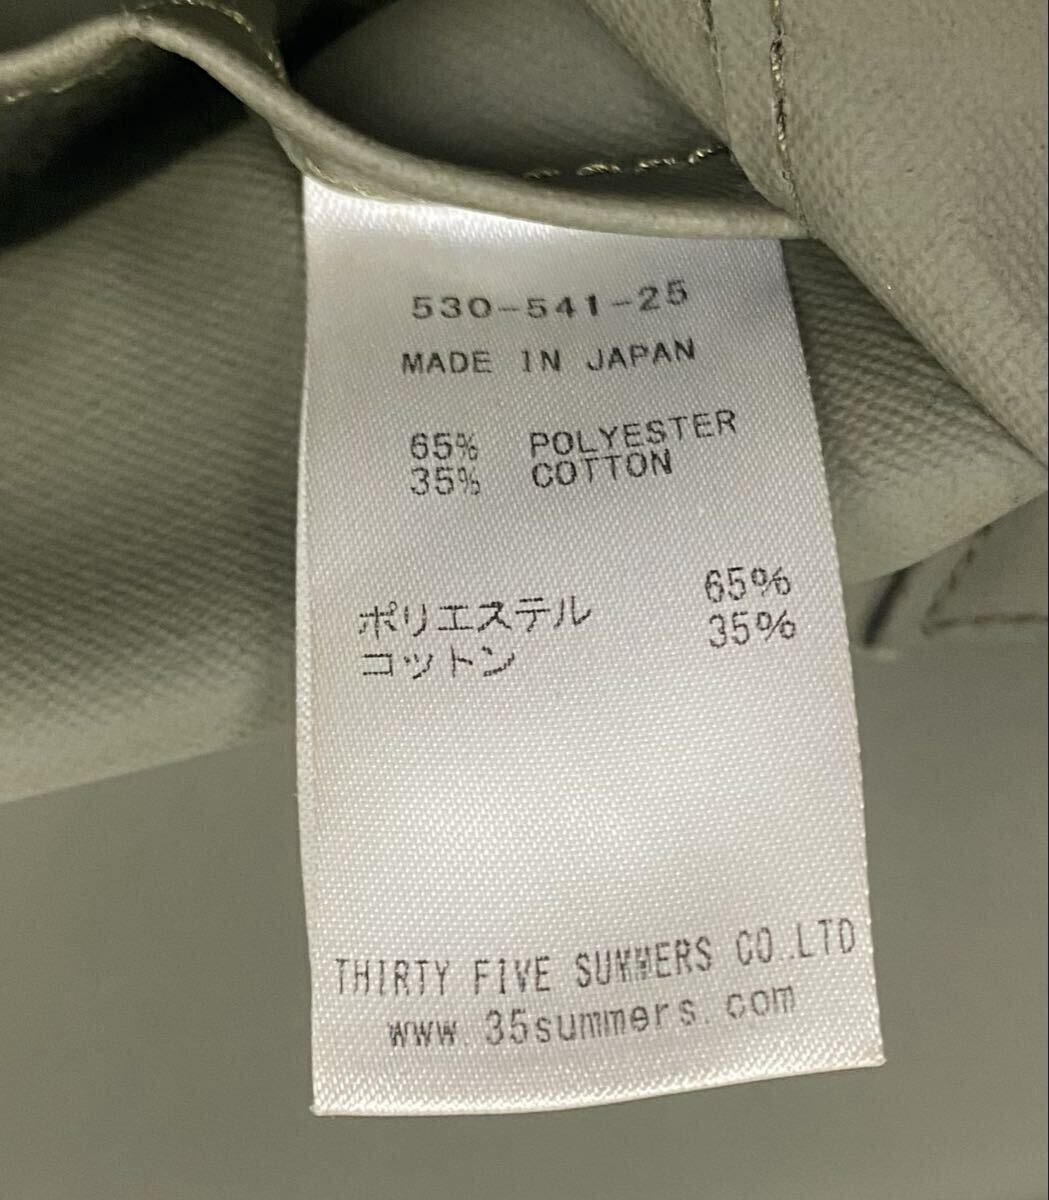 530-541-25
MADE IN JAPAN
65% POLYESTER
35% COTTON
ポリエステル 65%
コットン 35%
THIRTY FIVE SUMMERS CO.LTD
www.35summers.com